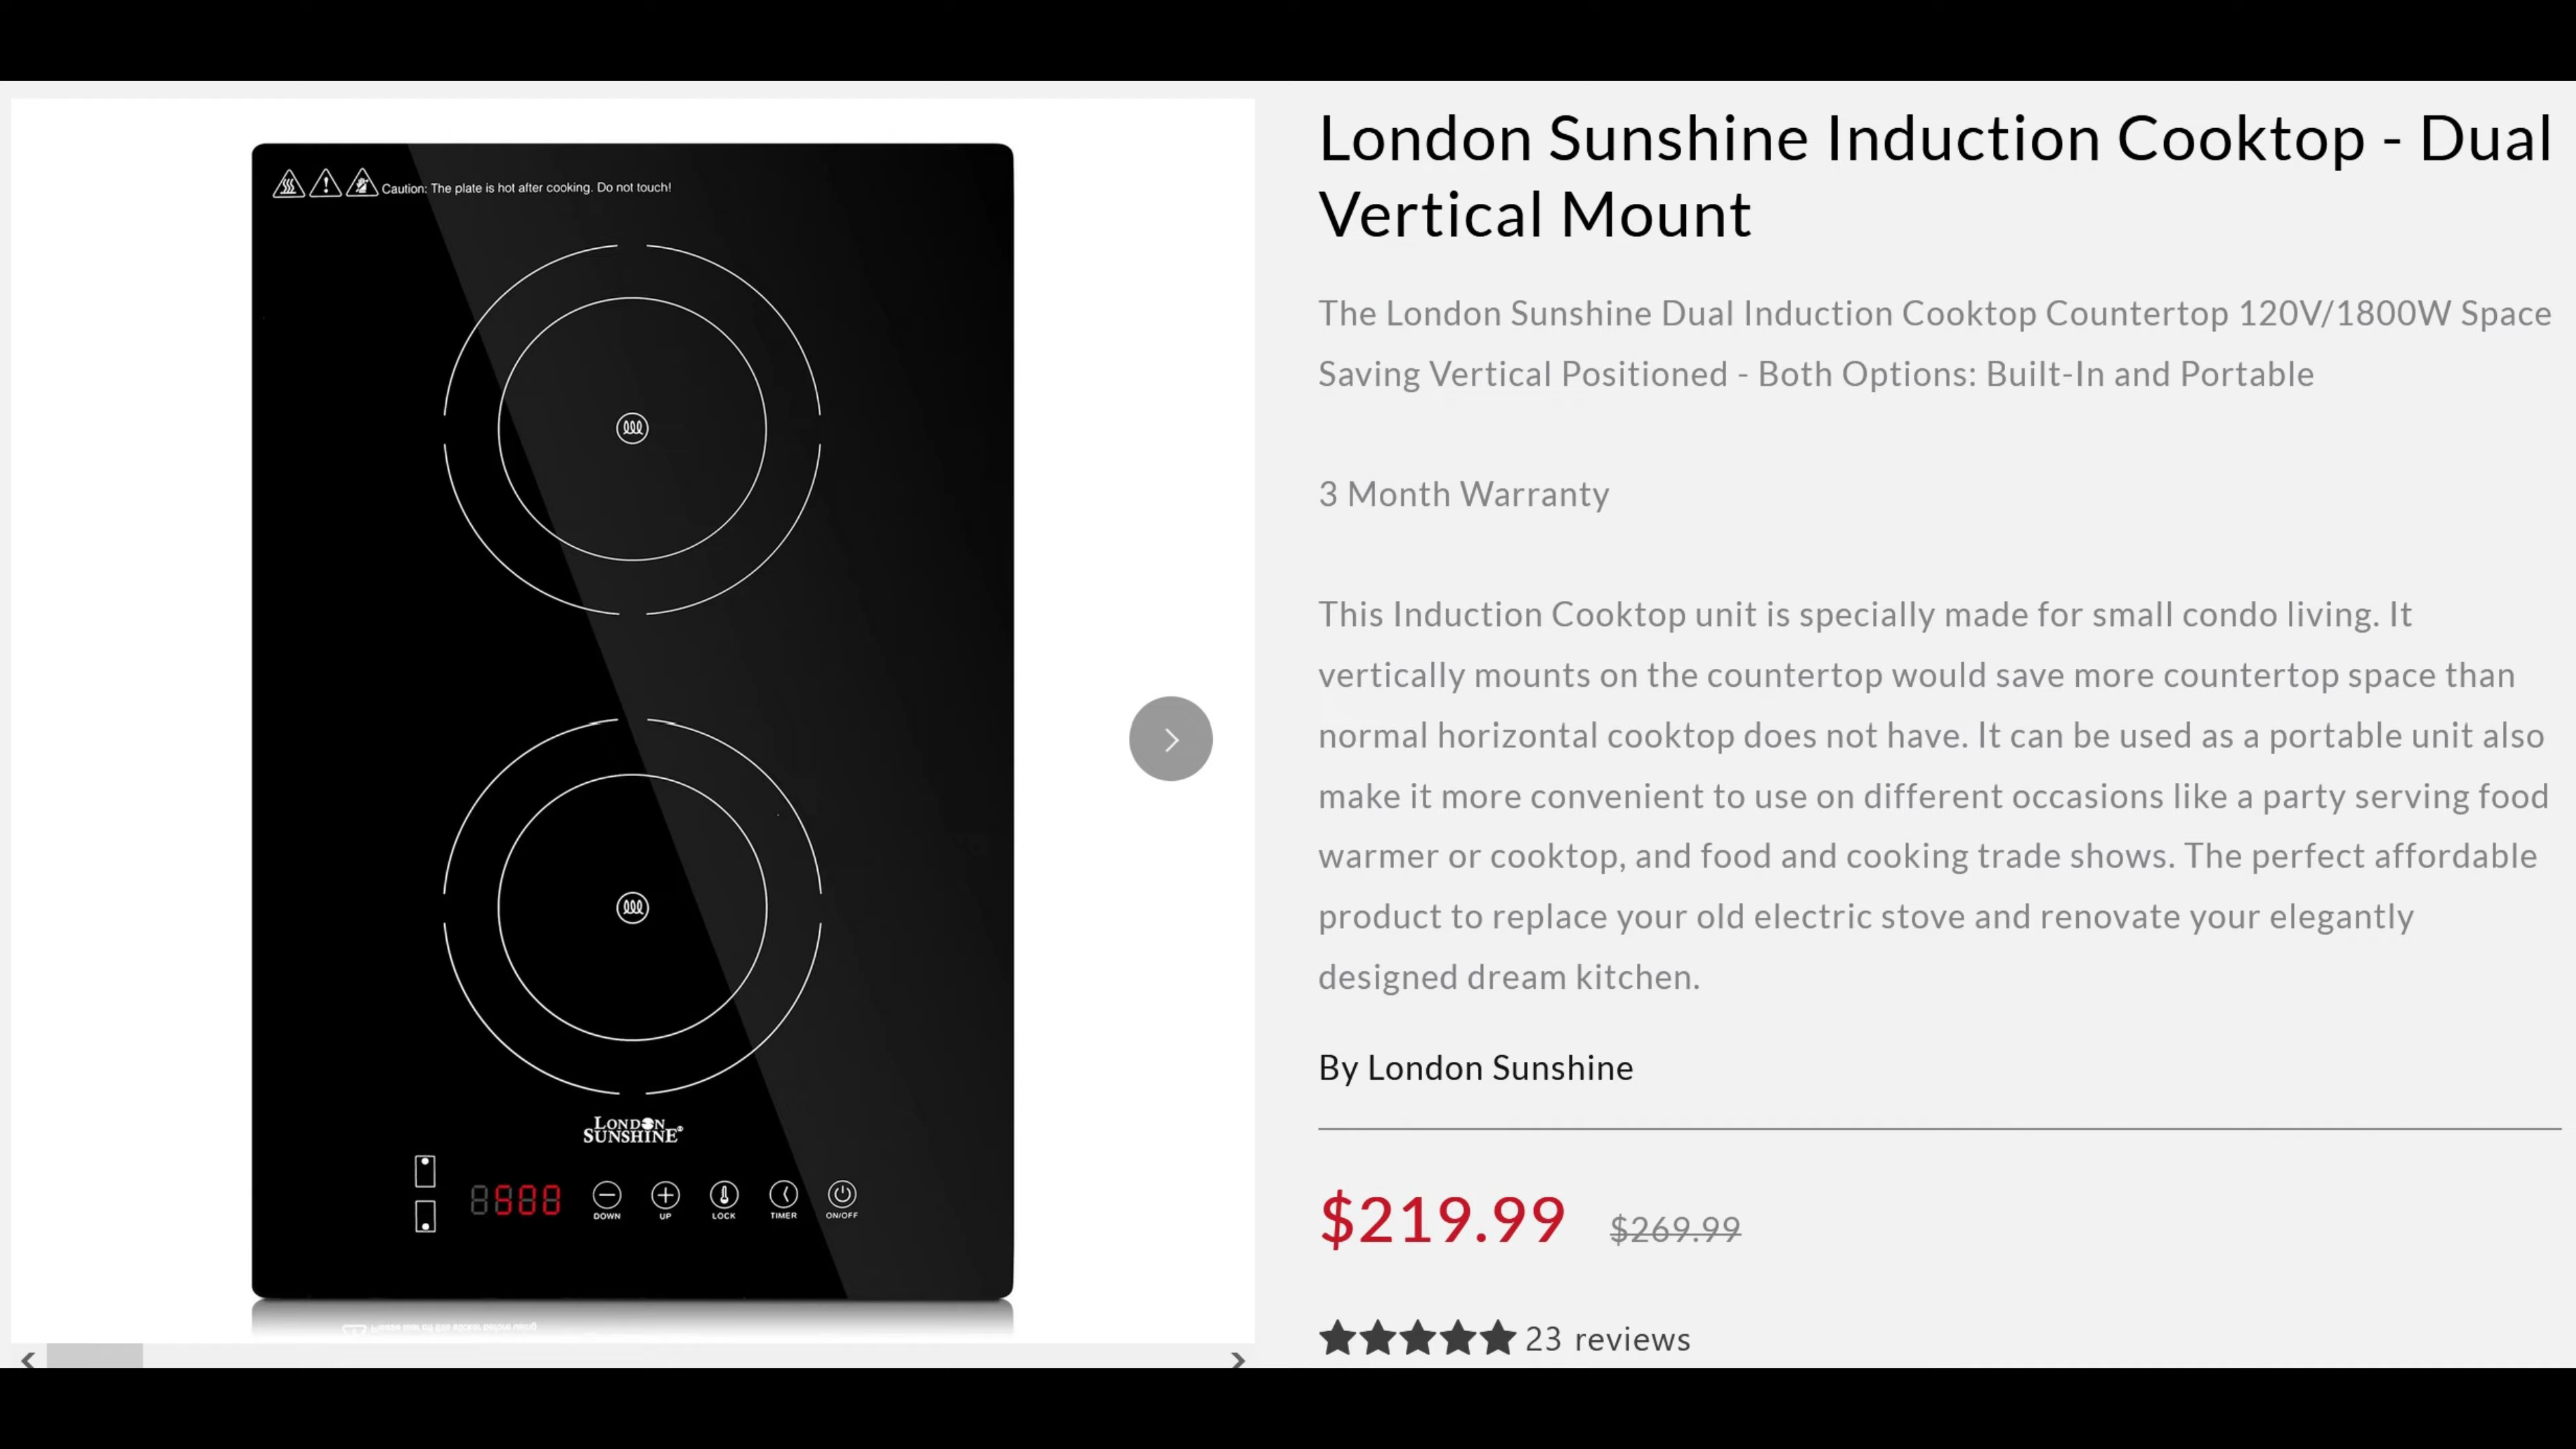 Caution: The plate is hot after cooking. Do not touch!
LONDON
SUNSHINE®
8500
DOWN
UP
LOCK
TIMER
ON/OFF
London Sunshine Induction Cooktop - Dual
Vertical Mount
The London Sunshine Dual Induction Cooktop Countertop 120V/1800W Space
Saving Vertical Positioned - Both Options: Built-In and Portable
3 Month Warranty
This Induction Cooktop unit is specially made for small condo living. It
vertically mounts on the countertop would save more countertop space than
normal horizontal cooktop does not have. It can be used as a portable unit also
make it more convenient to use on different occasions like a party serving food
warmer or cooktop, and food and cooking trade shows. The perfect affordable
product to replace your old electric stove and renovate your elegantly
designed dream kitchen.
By London Sunshine
$219.99 $269.99
23 reviews